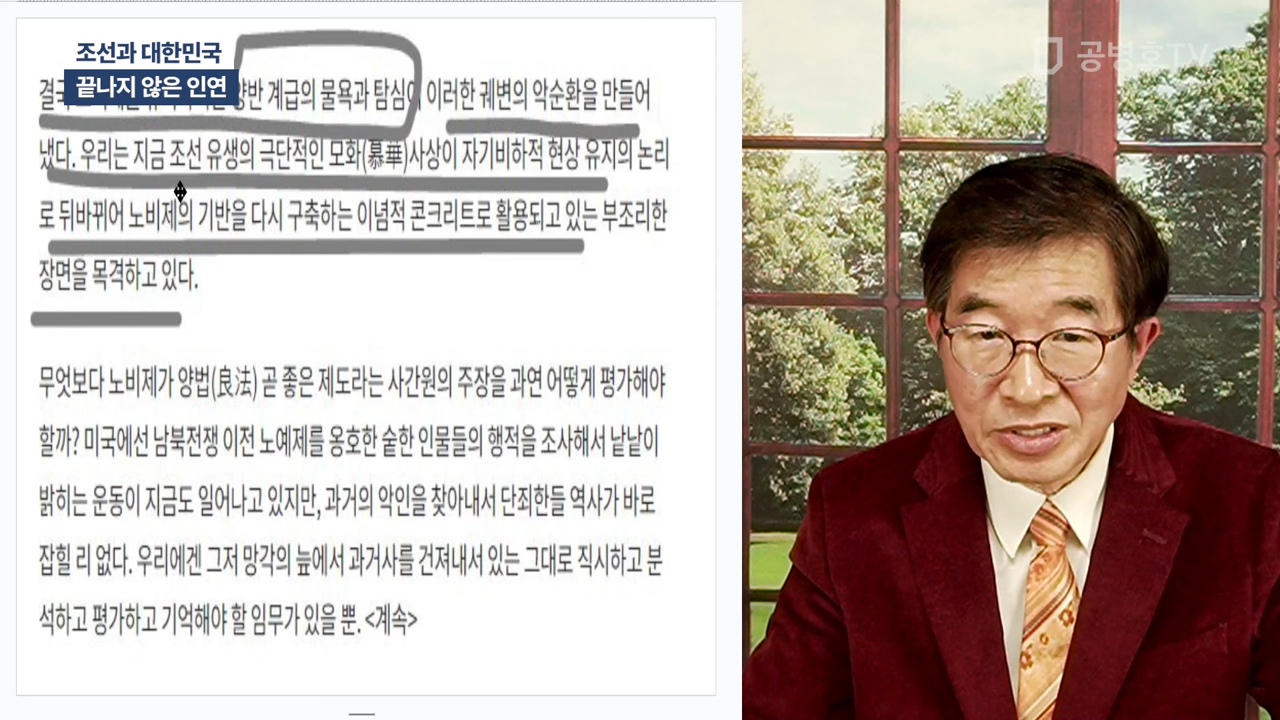 조선과 대한민국
끝나지 않은 인연
공병호TV
결국 양반 계급의 물욕과 탐심이 이러한 궤변의 악순환을 만들어
냈다. 우리는 지금 조선 유생의 극단적인 모화(慕華)사상이 자기비하적 현상 유지의 논리
로 뒤바뀌어 노비제의 기반을 다시 구축하는 이념적 콘크리트로 활용되고 있는 부조리한
장면을 목격하고 있다.
무엇보다 노비제가 양법(良法) 곧 좋은 제도라는 사간원의 주장을 과연 어떻게 평가해야
할까? 미국에선 남북전쟁 이전 노예제를 옹호한 숱한 인물들의 행적을 조사해서 낱낱이
밝히는 운동이 지금도 일어나고 있지만, 과거의 악인을 찾아내서 단죄한들 역사가 바로
잡힐 리 없다. 우리에겐 그저 망각의 늪에서 과거사를 건져내서 있는 그대로 직시하고 분
석하고 평가하고 기억해야 할 임무가 있을 뿐. <계속>